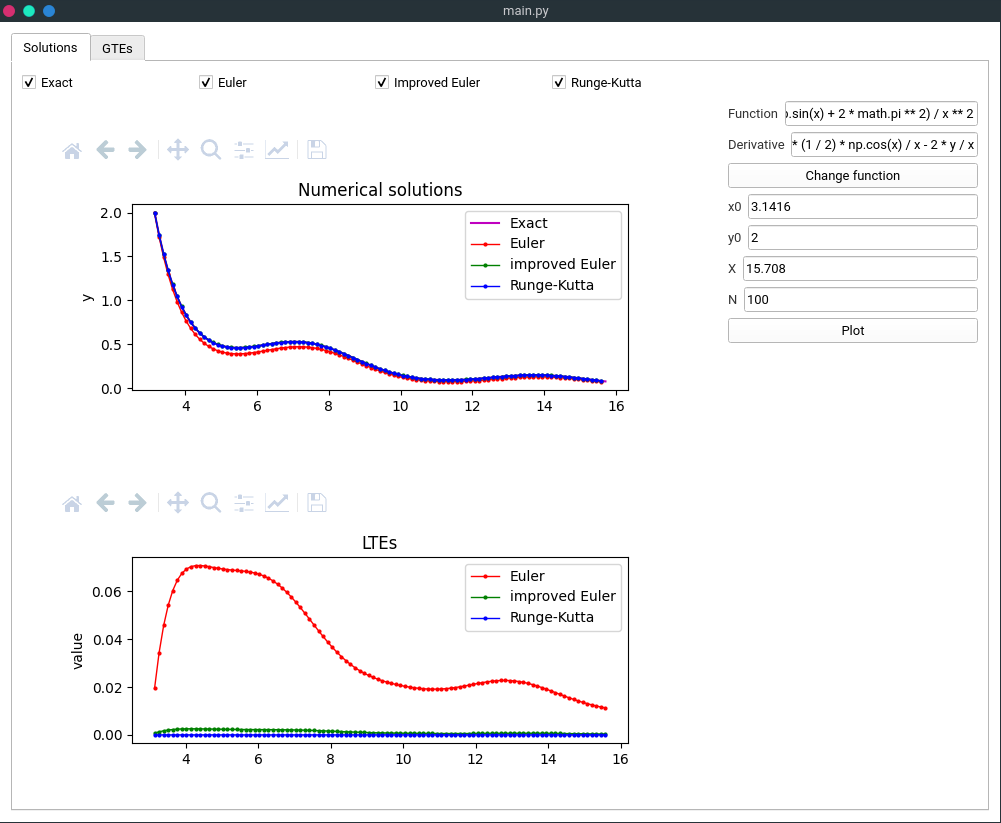 main.py
Solutions
GTEs
Exact
Euler
Improved Euler
Runge-Kutta
Function
.sin(x) + 2 * math.pi ** 2) / x ** 2
Derivative
* (1 / 2) * np.cos(x) / x - 2 * y / x
Change function
x0
3.1416
y0
2
X
15.708
N
100
Plot
Numerical solutions
y
2.0
1.5
1.0
0.5
0.0
4 6 8 10 12 14 16
Exact
Euler
improved Euler
Runge-Kutta
LTEs
value
0.06
0.04
0.02
0.00
4 6 8 10 12 14 16
Euler
improved Euler
Runge-Kutta